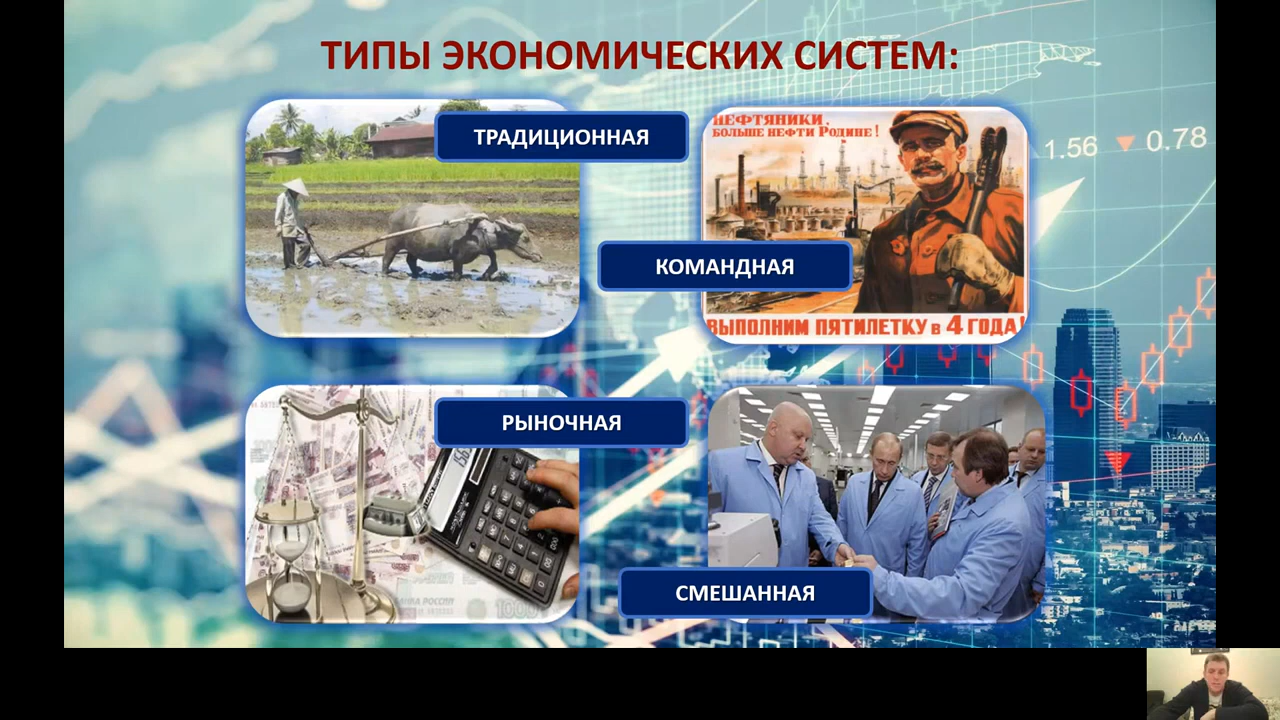 ТИПЫ ЭКОНОМИЧЕСКИХ СИСТЕМ:
ТРАДИЦИОННАЯ
НЕФТЯНИКИ,
БОЛЬШЕ НЕФТИ РОДИНЕ!
1.56 ▼ 0.78
КОМАНДНАЯ
ВЫПОЛНИМ ПЯТИЛЕТКУ в 4 ГОДА!
РЫНОЧНАЯ
СМЕШАННАЯ